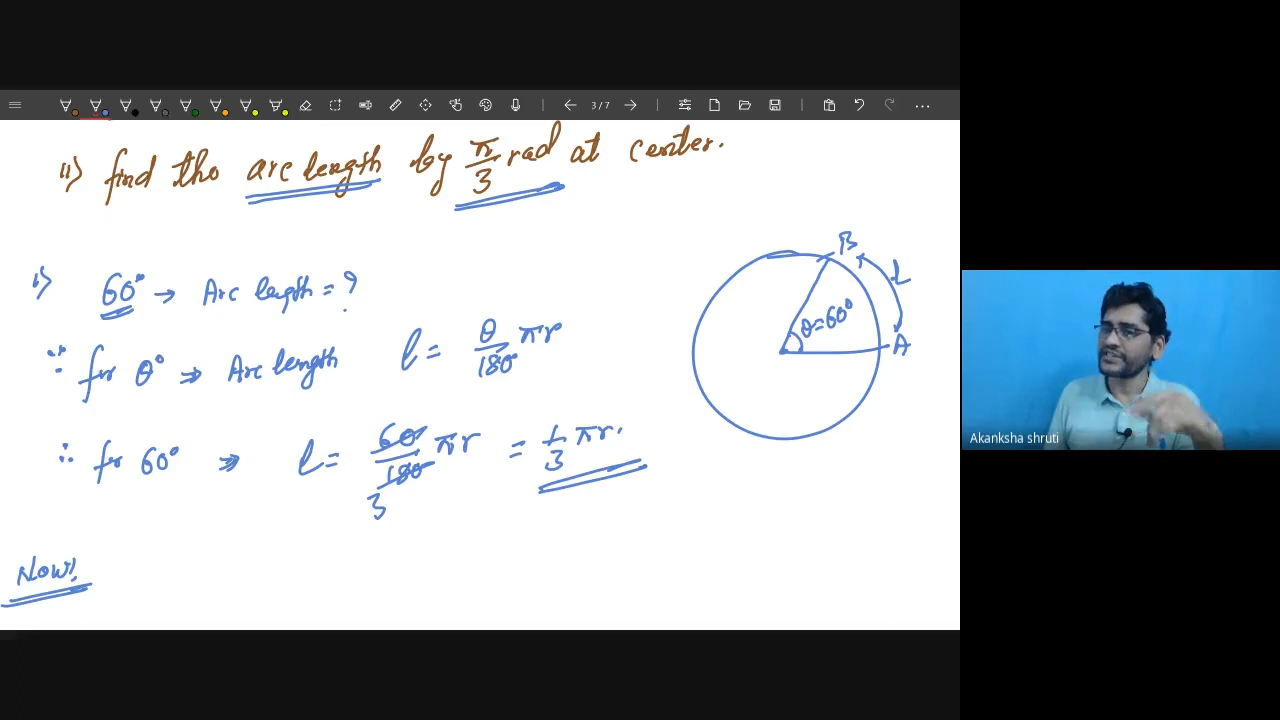 3/7
ii) find the arc length by π/3 rad at center.
i) 60° → Arc length = ?
∵ for θ° ⇒ Arc length l = θ/180° πr
∴ for 60° ⇒ l = 60/180 πr = 1/3 πr.
3
Now!
B
l
θ=60°
A
Akanksha shruti